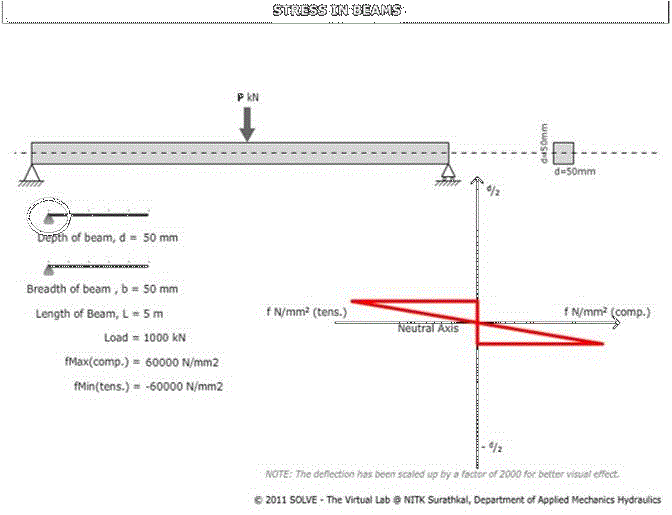 STRESS IN BEAMS
P kN
d=50mm
d=50mm
d/2
Depth of beam, d = 50 mm
Breadth of beam , b = 50 mm
Length of Beam, L = 5 m
Load = 1000 kN
fMax(comp.) = 60000 N/mm2
fMin(tens.) = -60000 N/mm2
f N/mm² (tens.)
f N/mm² (comp.)
Neutral Axis
- d/2
NOTE: The deflection has been scaled up by a factor of 2000 for better visual effect.
© 2011 SOLVE - The Virtual Lab @ NITK Surathkal, Department of Applied Mechanics Hydraulics